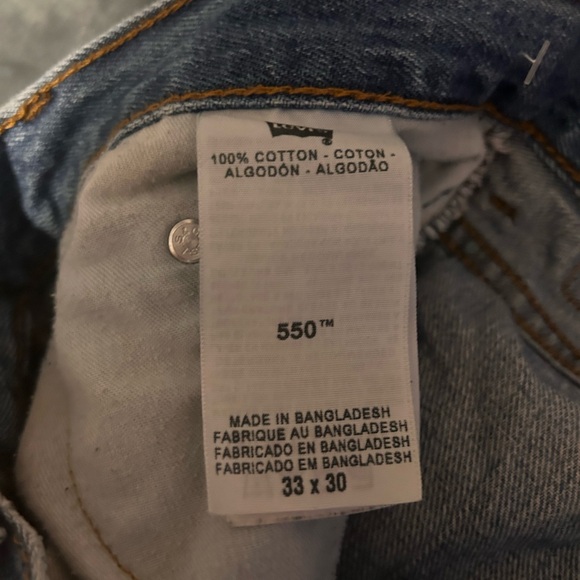 100% COTTON - COTON -
ALGODÓN - ALGODÃO
550™
MADE IN BANGLADESH
FABRIQUE AU BANGLADESH
FABRICADO EN BANGLADESH
FABRICADO EM BANGLADESH
33 x 30